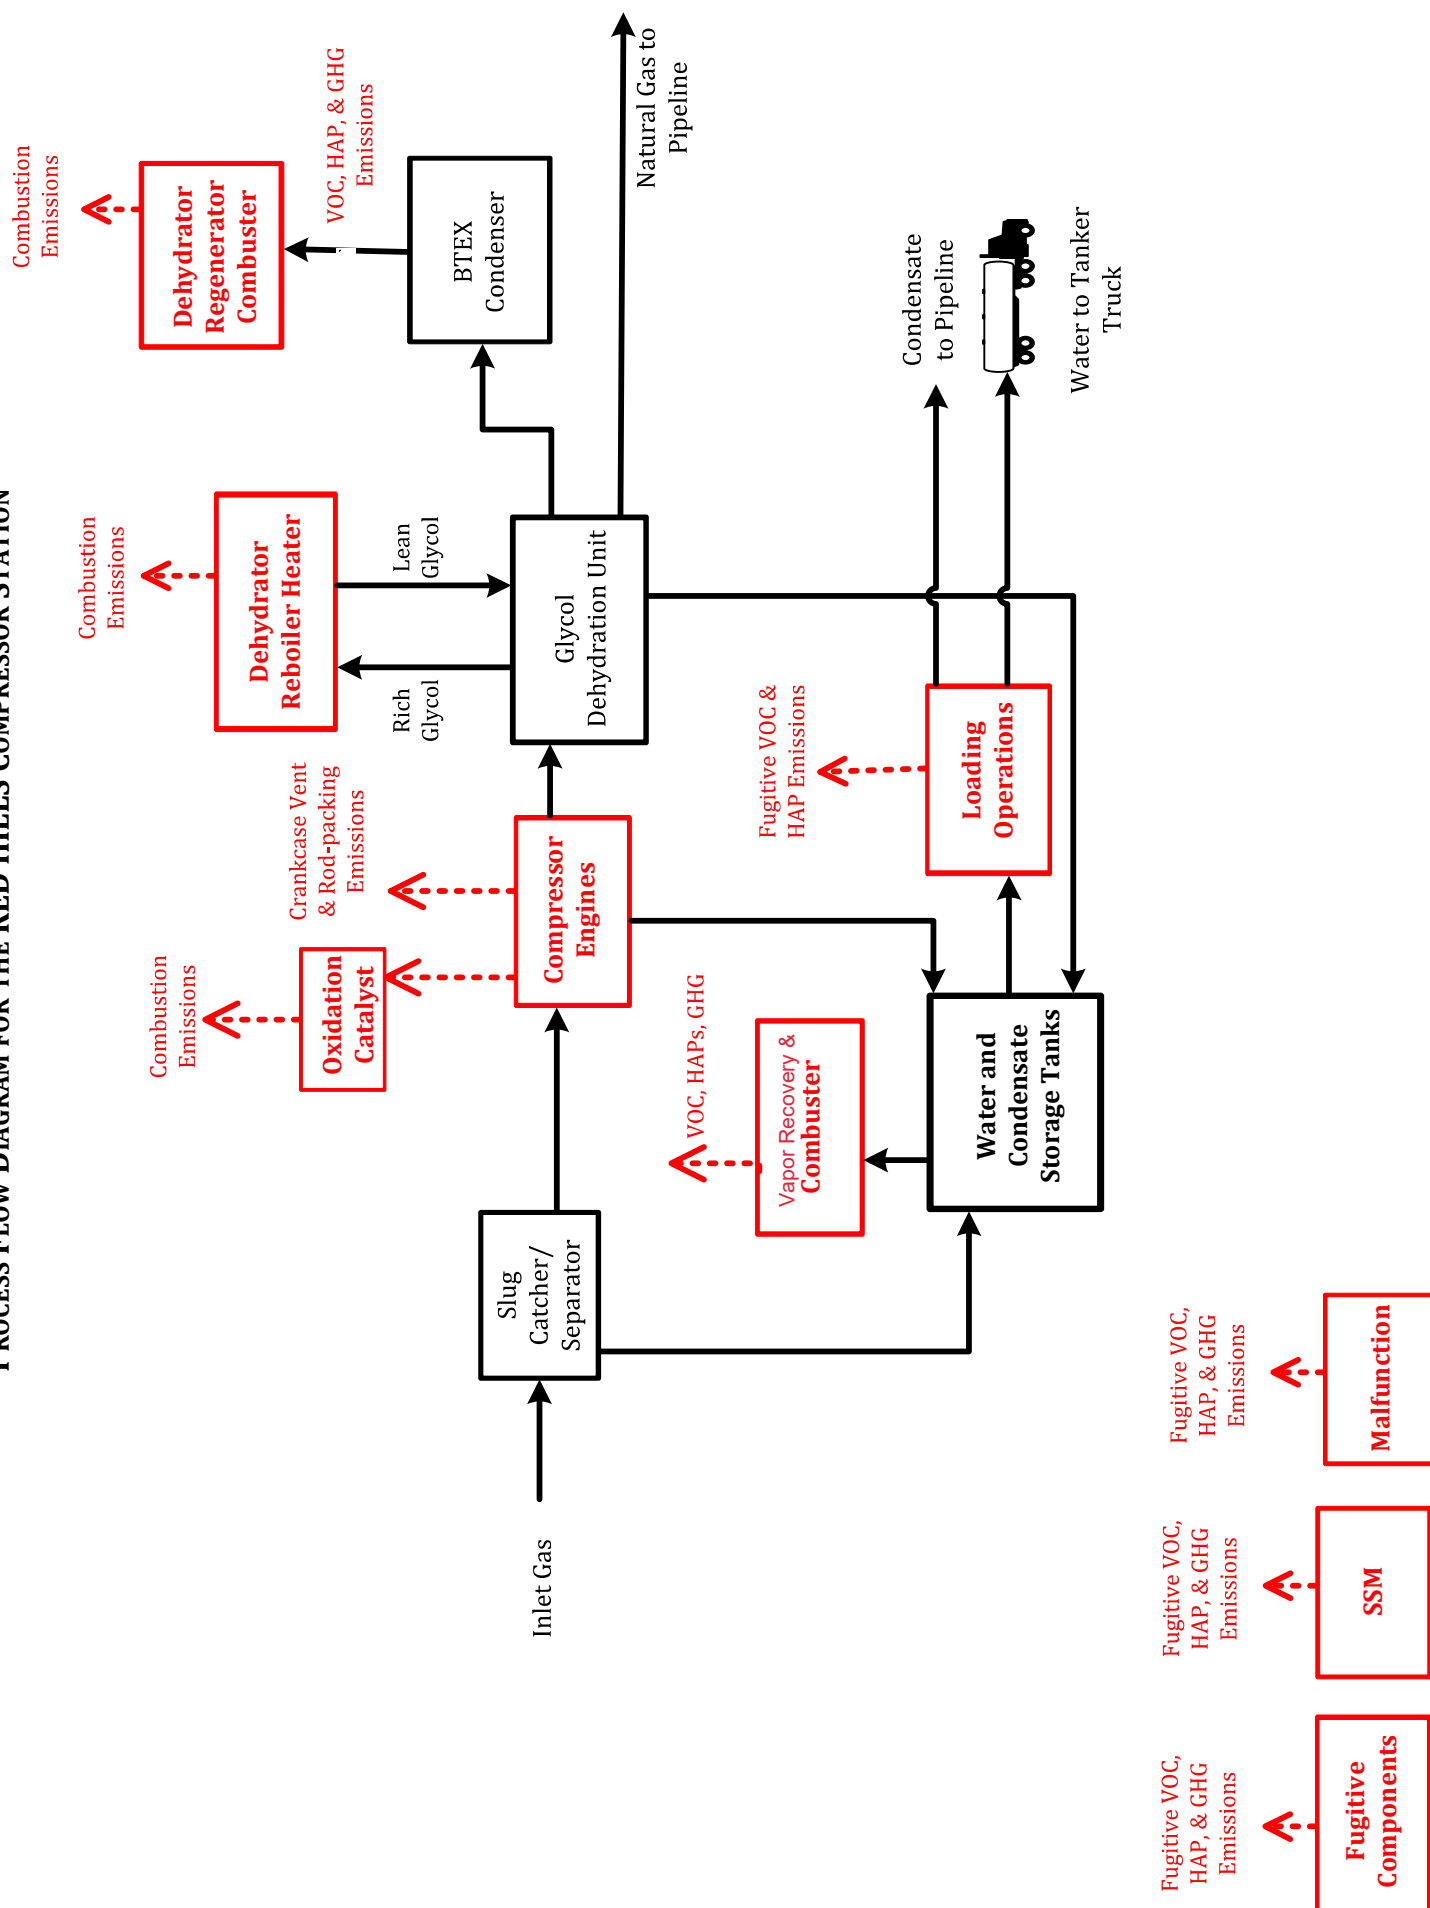 PROCESS FLOW DIAGRAM FOR THE RED HILLS COMPRESSOR STATION
Combustion
Emissions
VOC, HAP, & GHG
Emissions
Dehydrator
Regenerator
Combuster
BTEX
Condenser
Natural Gas to
Pipeline
Combustion
Emissions
Dehydrator
Reboiler Heater
Rich
Glycol
Lean
Glycol
Glycol
Dehydration Unit
Crankcase Vent
& Rod-packing
Emissions
Combustion
Emissions
Oxidation
Catalyst
Compressor
Engines
Slug
Catcher/
Separator
Inlet Gas
VOC, HAPs, GHG
Vapor Recovery &
Combuster
Water and
Condensate
Storage Tanks
Fugitive VOC &
HAP Emissions
Loading
Operations
Condensate
to Pipeline
Water to Tanker
Truck
Fugitive VOC,
HAP, & GHG
Emissions
Fugitive
Components
Fugitive VOC,
HAP, & GHG
Emissions
SSM
Fugitive VOC,
HAP, & GHG
Emissions
Malfunction